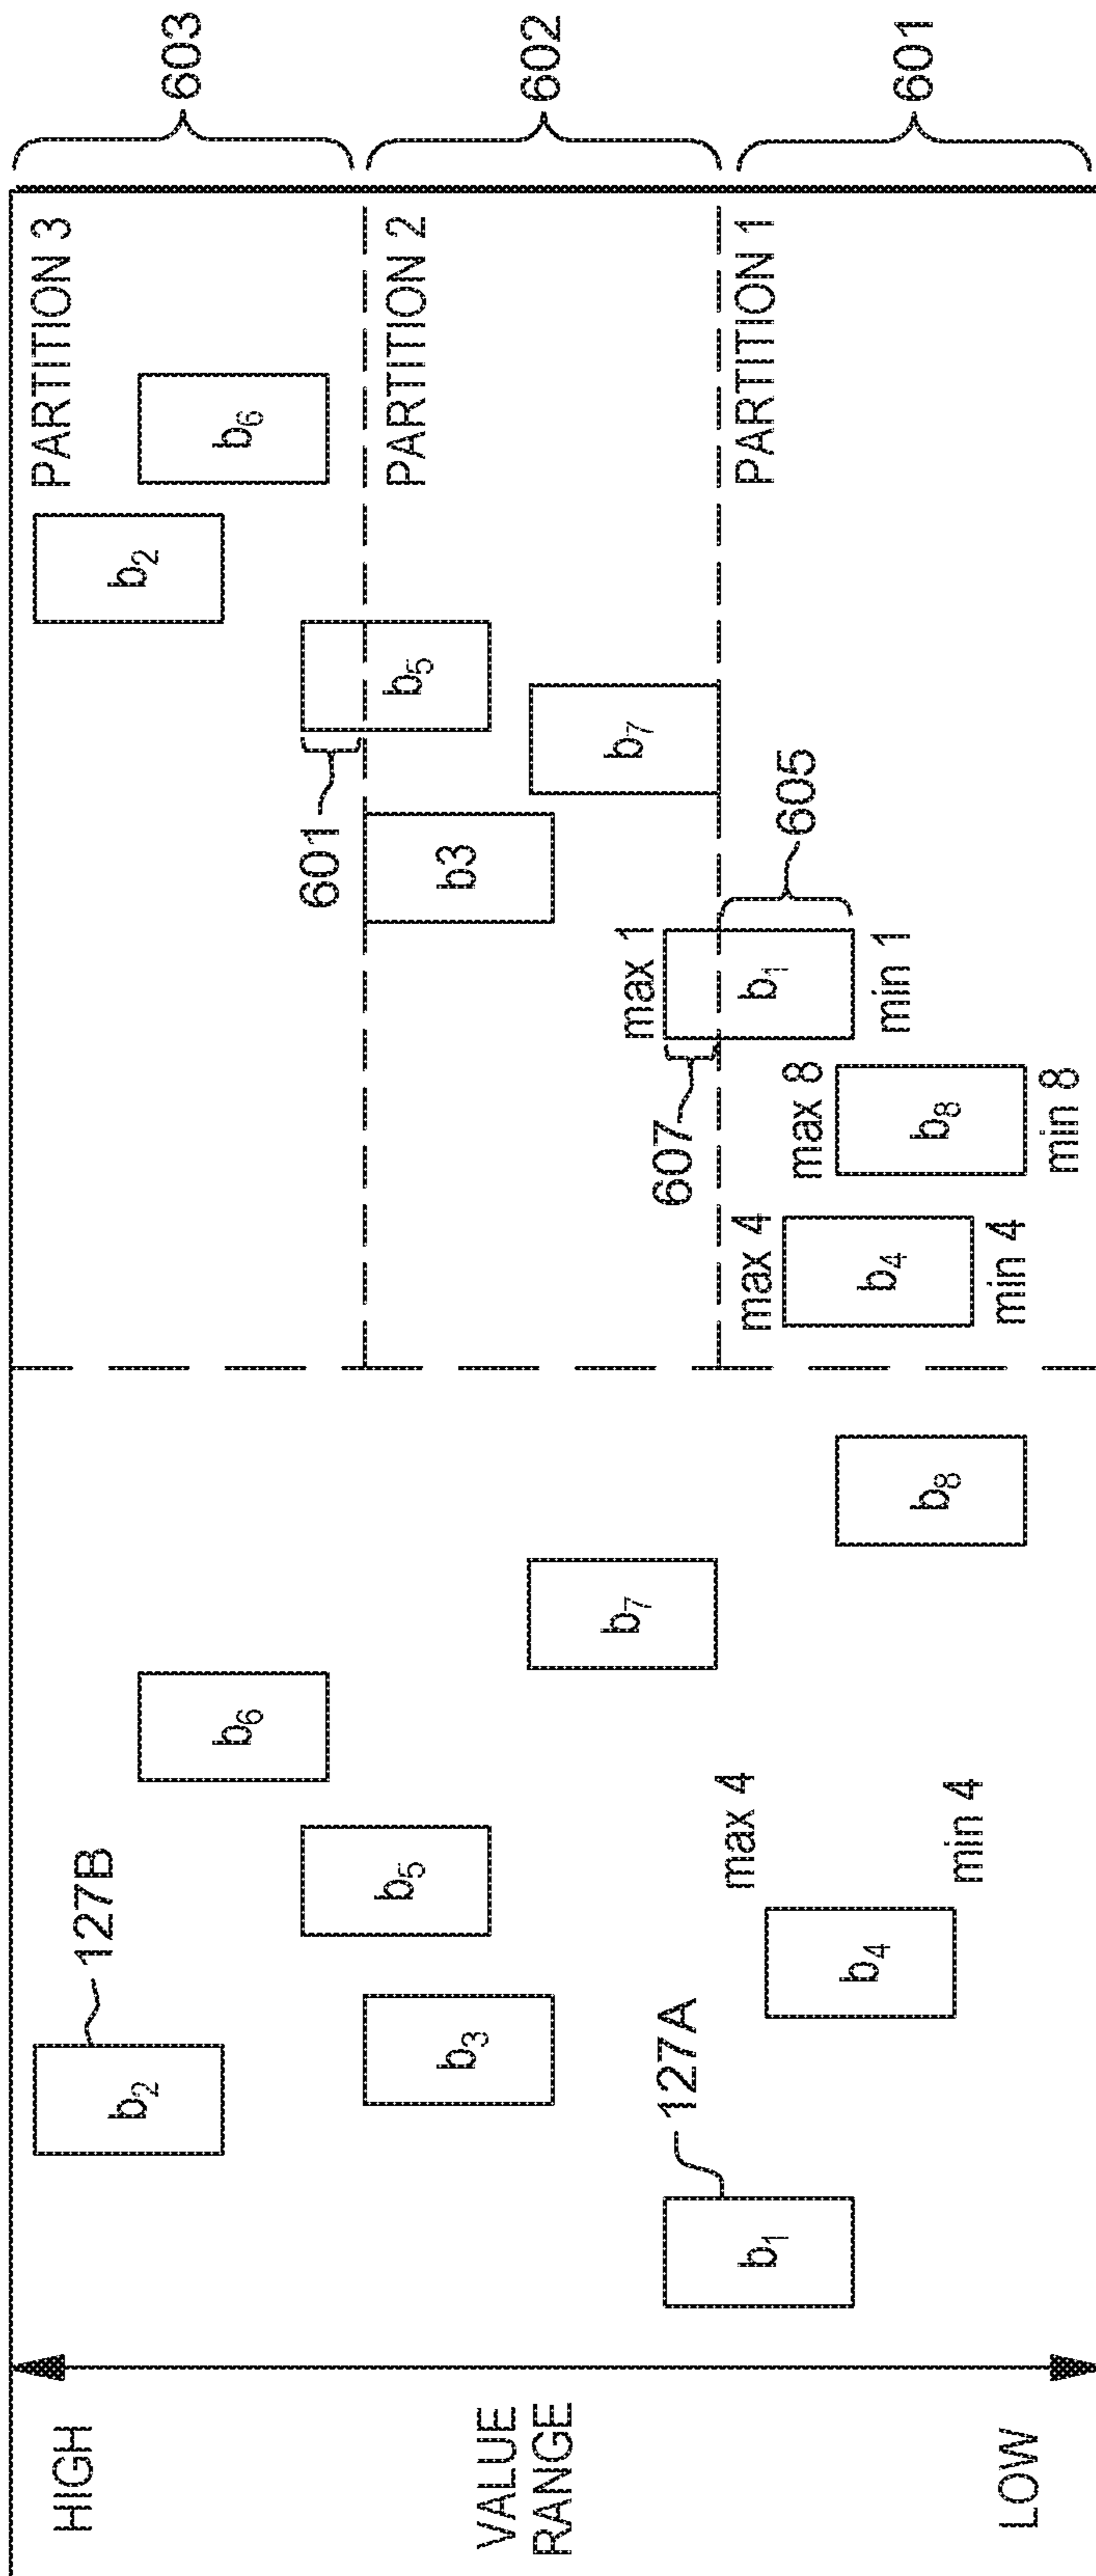 HIGH
VALUE
RANGE
LOW
b₁
127A
b₂
127B
b₃
b₄
max 4
min 4
b₅
b₆
b₇
b₈
max 4
b₄
min 4
max 8
b₈
min 8
607
max 1
b₁
min 1
605
b3
601
b₇
b₅
b₂
b₆
PARTITION 3
PARTITION 2
PARTITION 1
603
602
601